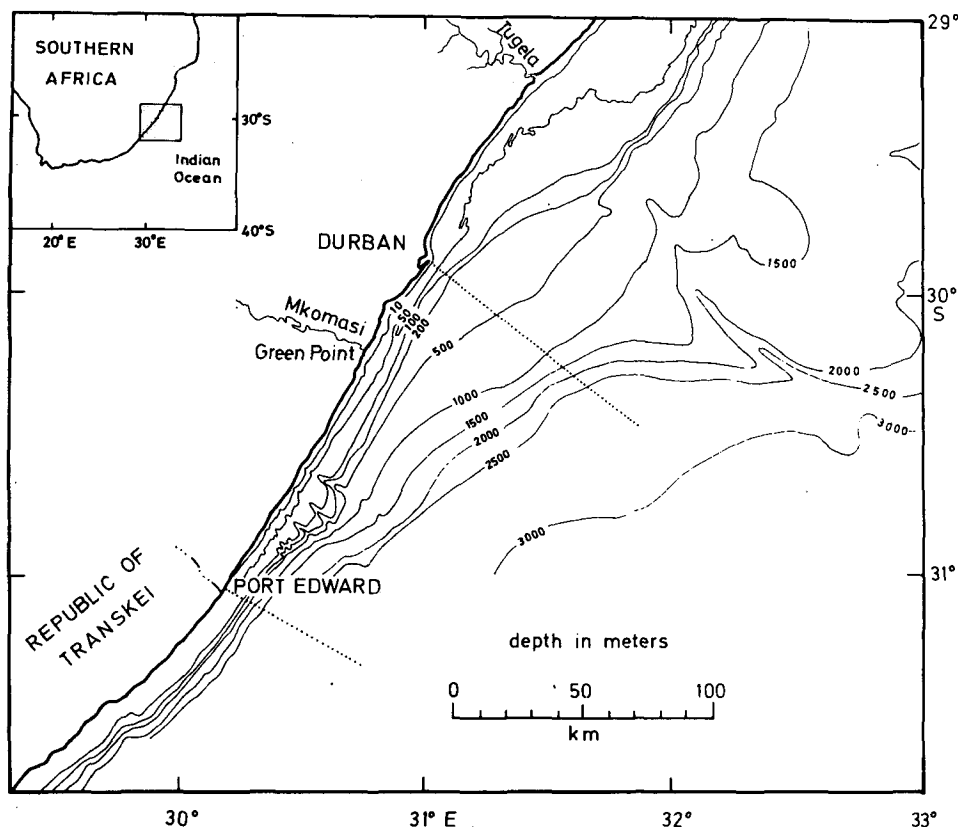 SOUTHERN
AFRICA
30°S
Indian
Ocean
20°E
30°E
40°S
Tugela
29°
DURBAN
1500
Mkomasi
Green Point
10
50
100
200
500
1000
1500
2000
2500
2000
2500
3000
30°
S
3000
REPUBLIC OF
TRANSKEI
PORT EDWARD
31°
depth in meters
0 50 100
km
30° 31° E 32° 33°